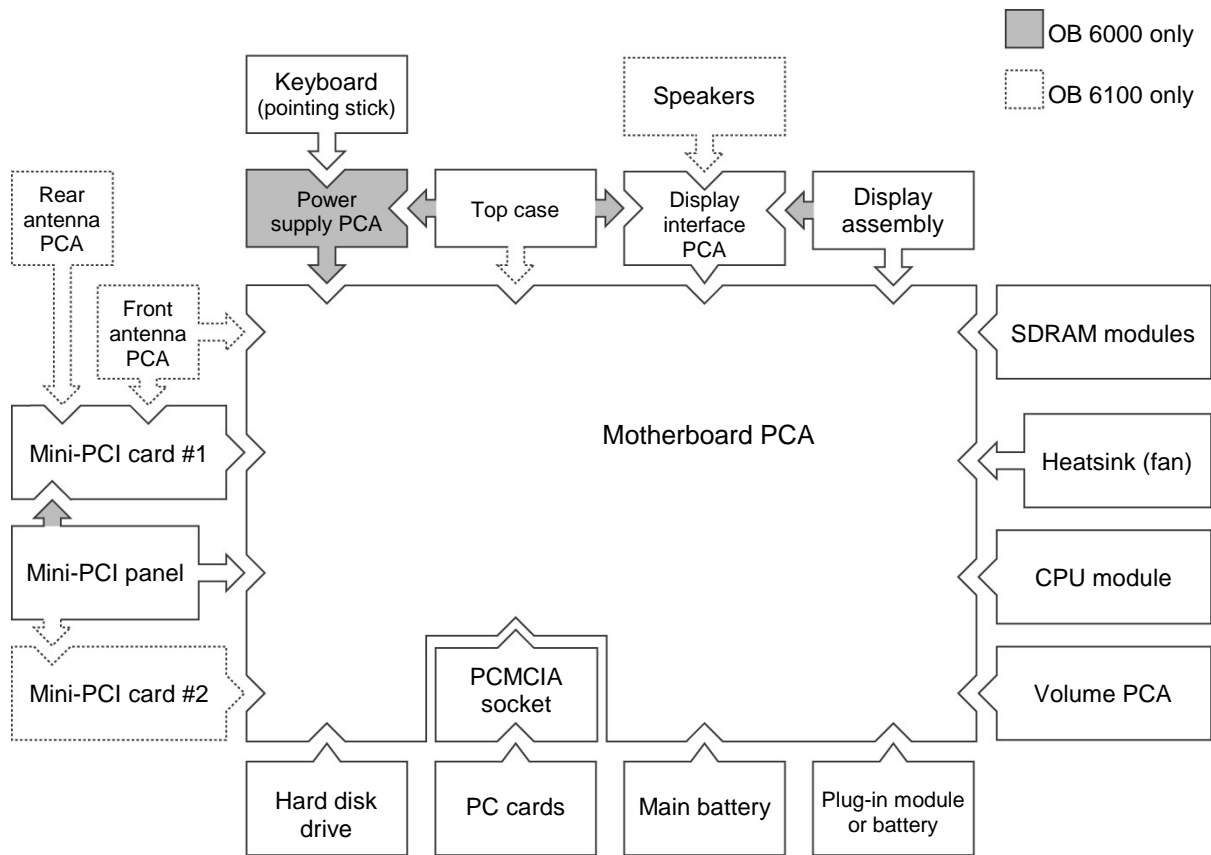 OB 6000 only
OB 6100 only
Keyboard
(pointing stick)
Speakers
Rear
antenna
PCA
Power
supply PCA
Top case
Display
interface
PCA
Display
assembly
Front
antenna
PCA
SDRAM modules
Motherboard PCA
Mini-PCI card #1
Heatsink (fan)
Mini-PCI panel
CPU module
Mini-PCI card #2
PCMCIA
socket
Volume PCA
Hard disk
drive
PC cards
Main battery
Plug-in module
or battery